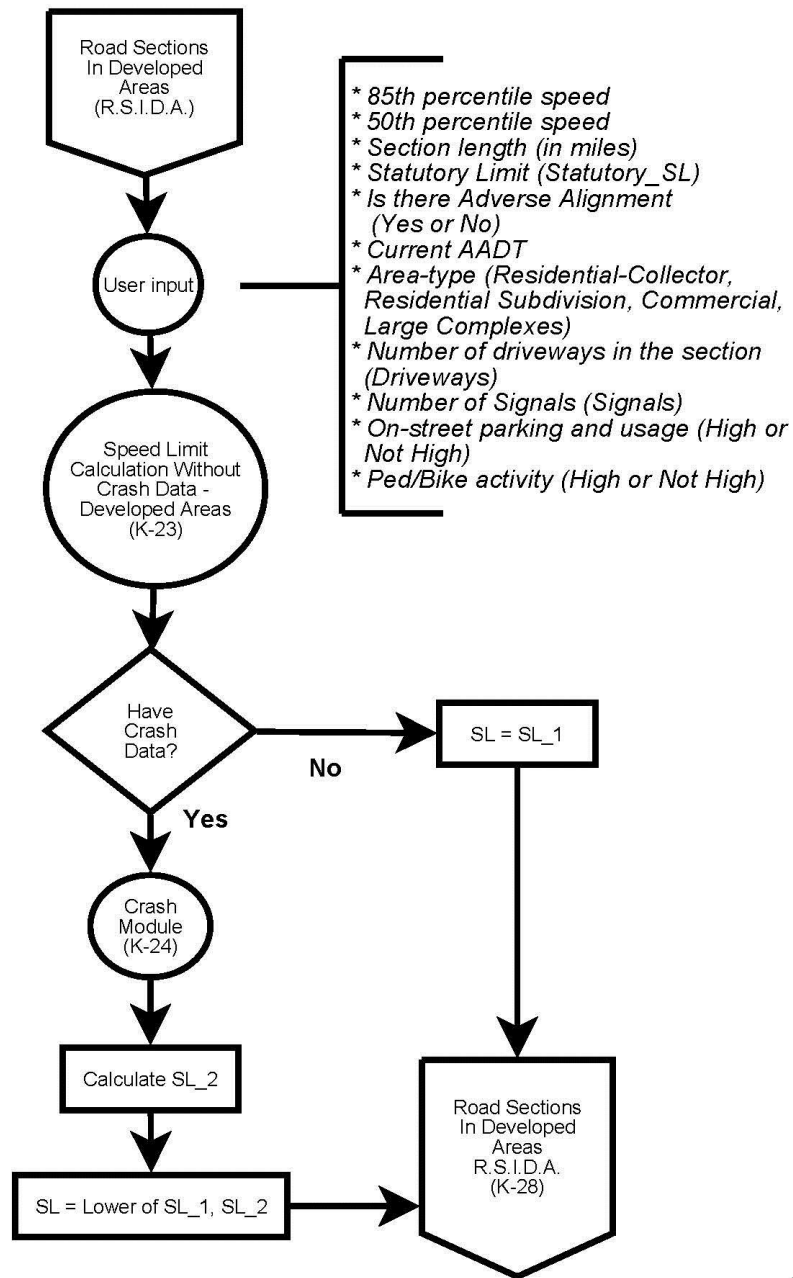 Road Sections
In Developed
Areas
(R.S.I.D.A.)
User input
* 85th percentile speed
* 50th percentile speed
* Section length (in miles)
* Statutory Limit (Statutory_SL)
* Is there Adverse Alignment
(Yes or No)
* Current AADT
* Area-type (Residential-Collector,
Residential Subdivision, Commercial,
Large Complexes)
* Number of driveways in the section
(Driveways)
* Number of Signals (Signals)
* On-street parking and usage (High or
Not High)
* Ped/Bike activity (High or Not High)
Speed Limit
Calculation Without
Crash Data -
Developed Areas
(K-23)
Have
Crash
Data?
No
SL = SL_1
Yes
Crash
Module
(K-24)
Calculate SL_2
SL = Lower of SL_1, SL_2
Road Sections
In Developed
Areas
R.S.I.D.A.
(K-28)